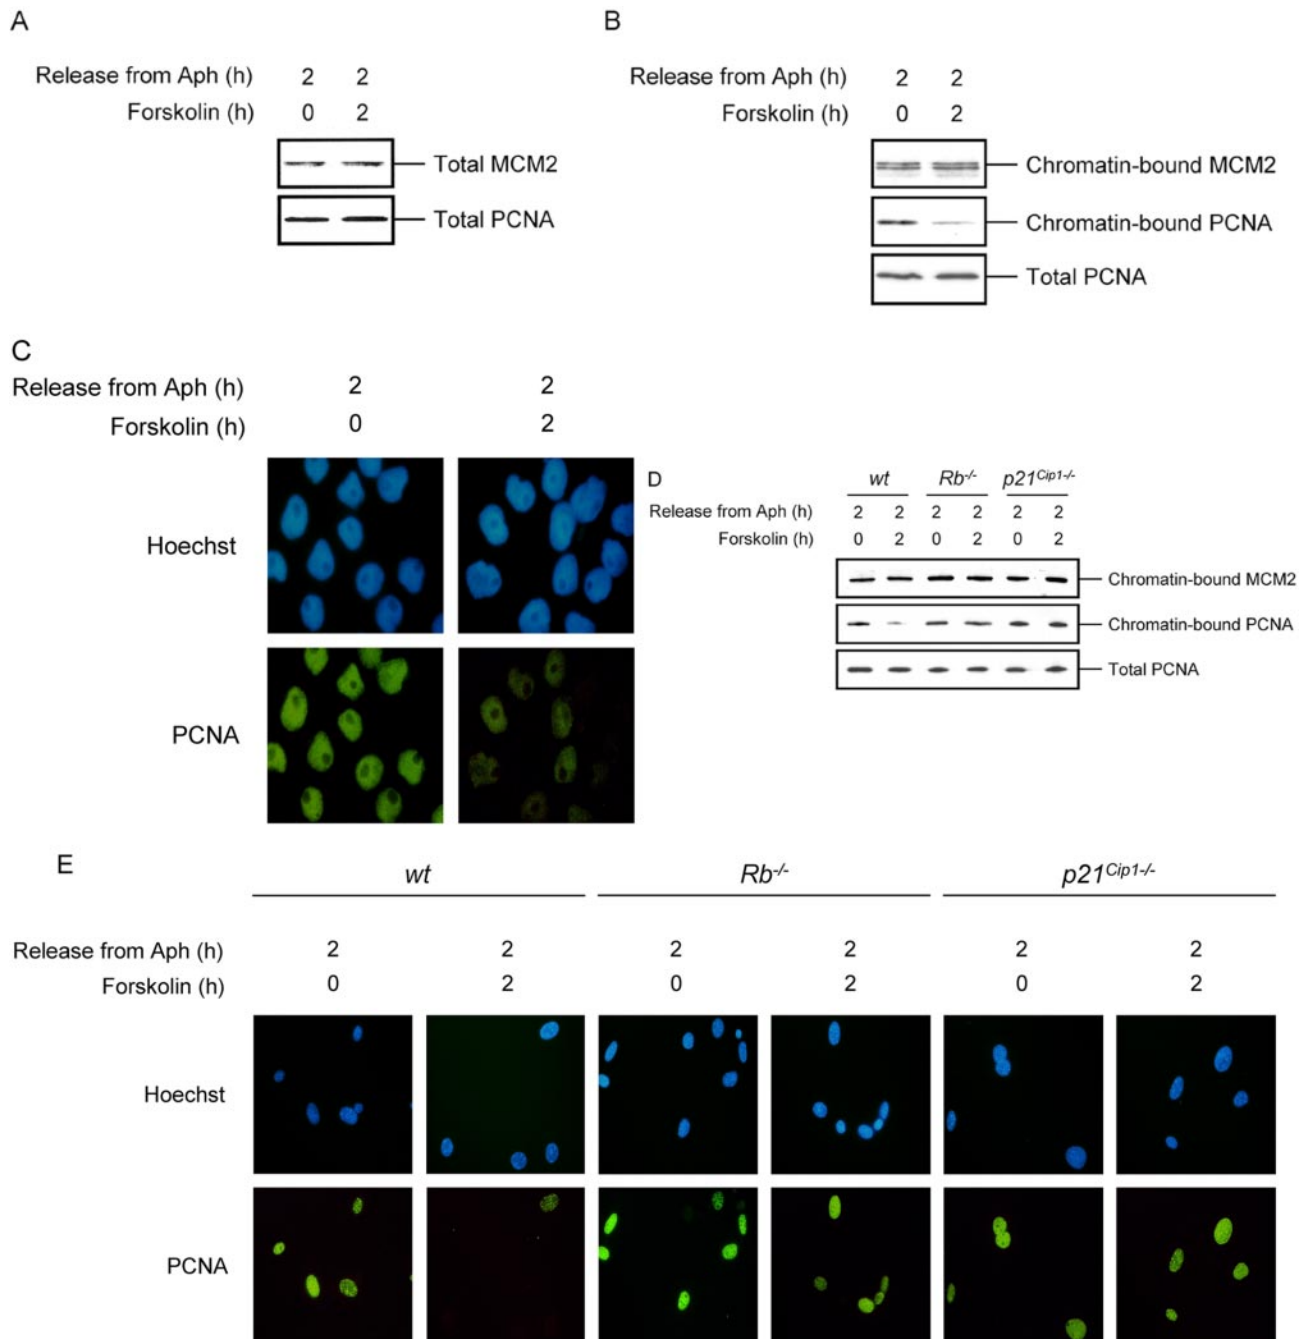 A
Release from Aph (h) 2 2
Forskolin (h) 0 2
Total MCM2
Total PCNA
B
Release from Aph (h) 2 2
Forskolin (h) 0 2
Chromatin-bound MCM2
Chromatin-bound PCNA
Total PCNA
C
Release from Aph (h) 2 2
Forskolin (h) 0 2
Hoechst
PCNA
D
wt Rb-/- p21Cip1-/-
Release from Aph (h) 2 2 2 2 2 2
Forskolin (h) 0 2 0 2 0 2
Chromatin-bound MCM2
Chromatin-bound PCNA
Total PCNA
E
wt Rb-/- p21Cip1-/-
Release from Aph (h) 2 2 2 2 2 2
Forskolin (h) 0 2 0 2 0 2
Hoechst
PCNA